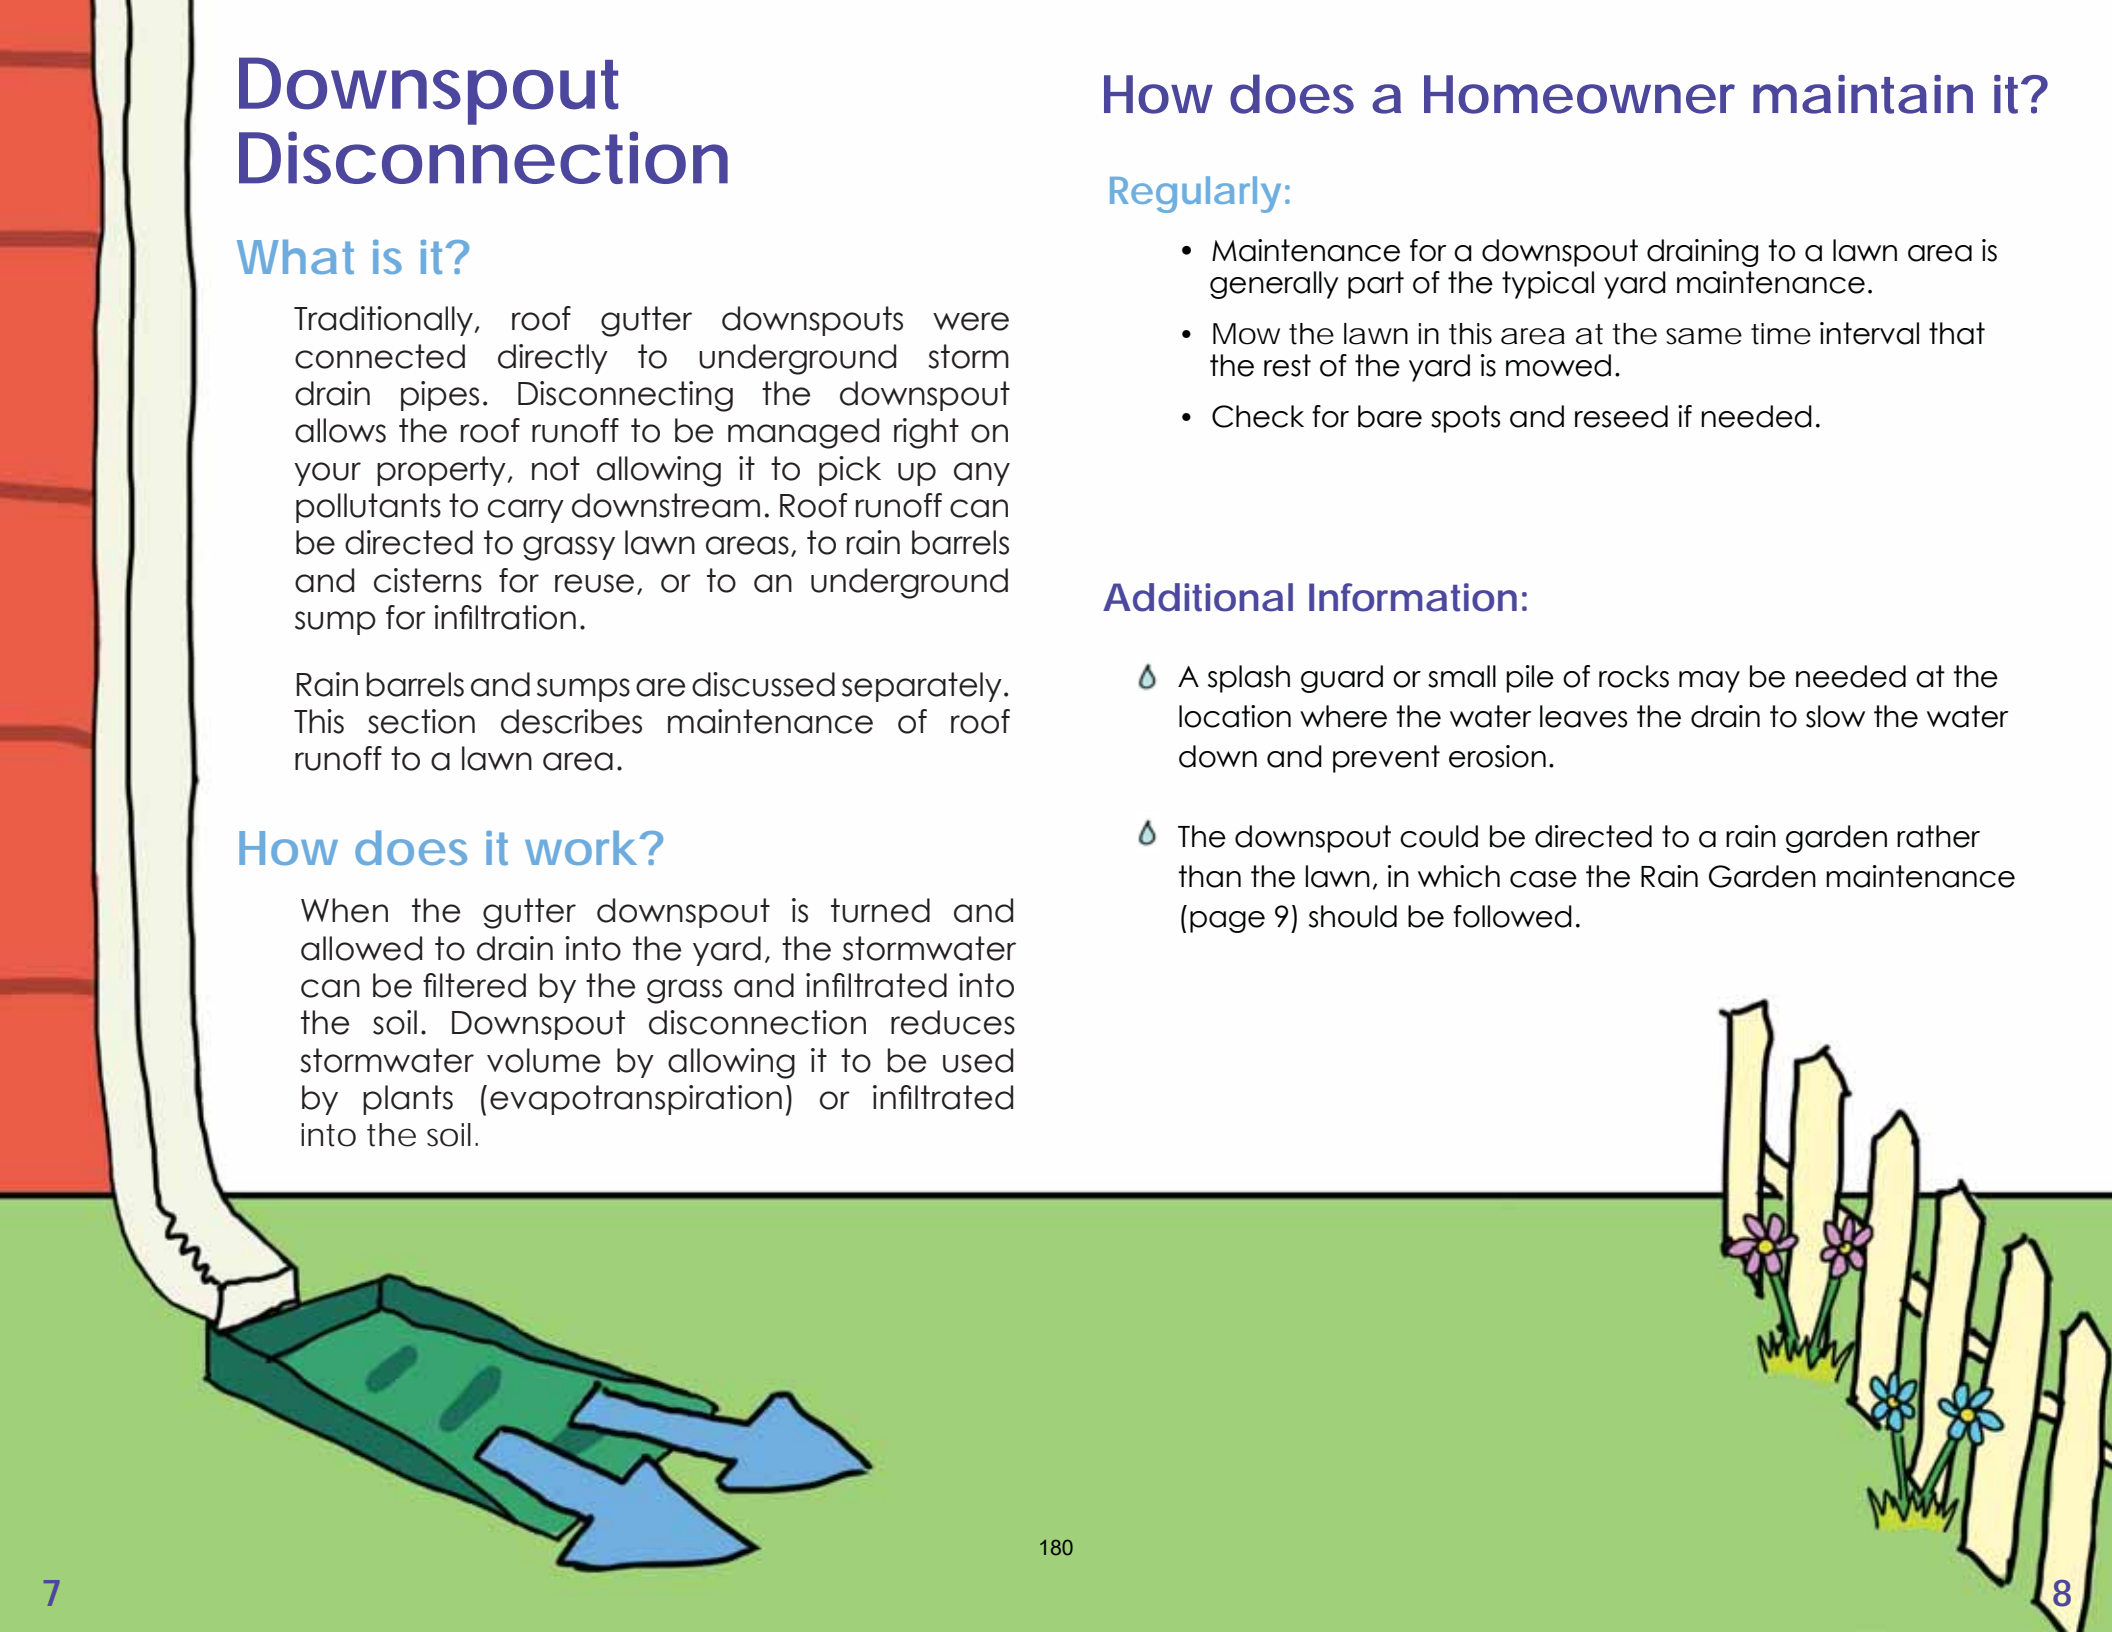 Downspout
Disconnection
What is it?
Traditionally, roof gutter downspouts were
connected directly to underground storm
drain pipes. Disconnecting the downspout
allows the roof runoff to be managed right on
your property, not allowing it to pick up any
pollutants to carry downstream. Roof runoff can
be directed to grassy lawn areas, to rain barrels
and cisterns for reuse, or to an underground
sump for infiltration.
Rain barrels and sumps are discussed separately.
This section describes maintenance of roof
runoff to a lawn area.
How does it work?
When the gutter downspout is turned and
allowed to drain into the yard, the stormwater
can be filtered by the grass and infiltrated into
the soil. Downspout disconnection reduces
stormwater volume by allowing it to be used
by plants (evapotranspiration) or infiltrated
into the soil.
7
How does a Homeowner maintain it?
Regularly:
• Maintenance for a downspout draining to a lawn area is
generally part of the typical yard maintenance.
• Mow the lawn in this area at the same time interval that
the rest of the yard is mowed.
• Check for bare spots and reseed if needed.
Additional Information:
A splash guard or small pile of rocks may be needed at the
location where the water leaves the drain to slow the water
down and prevent erosion.
The downspout could be directed to a rain garden rather
than the lawn, in which case the Rain Garden maintenance
(page 9) should be followed.
180
8